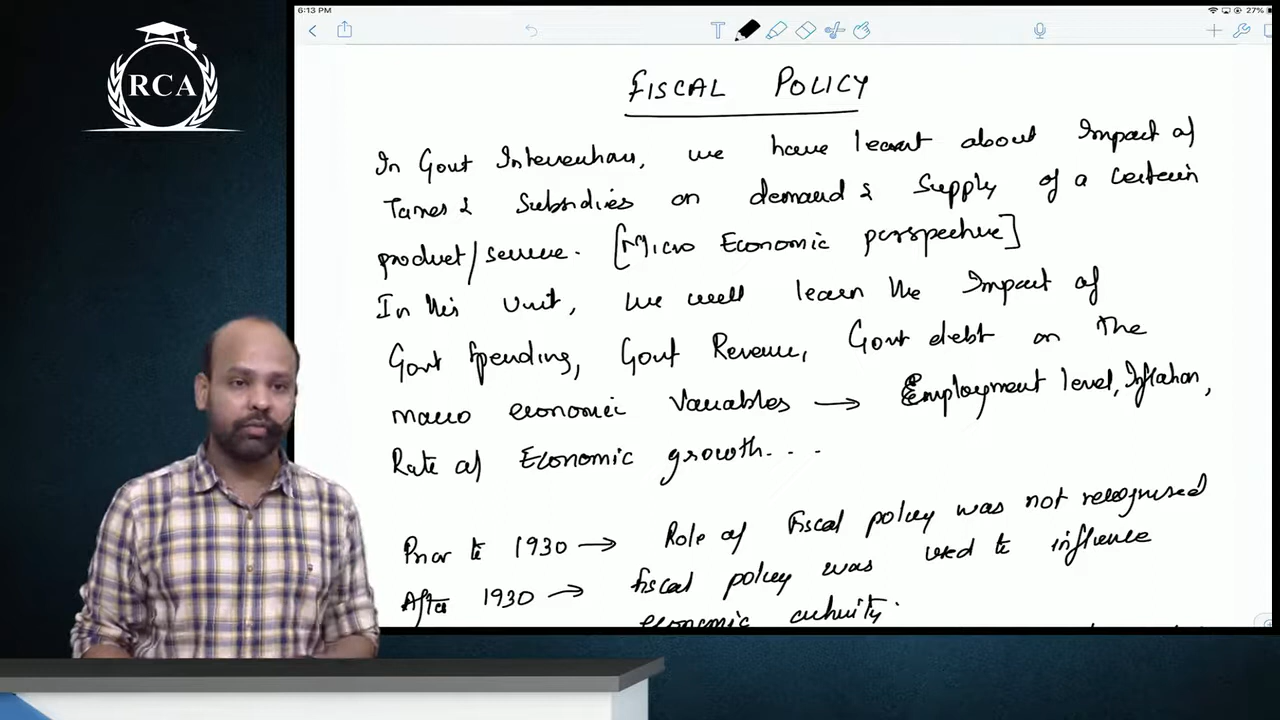 6:13 PM
27%
RCA
T
FISCAL POLICY
In Govt Interventions, we have learnt about Impact of
Taxes & Subsidies on demand & Supply of a certain
product/service. [Micro Economic perspective]
In this Unit, we will learn the Impact of
Govt Spending, Govt Revenue, Govt debt on the
macro economic Variables → Employment level, Inflation,
Rate of Economic growth...
Prior to 1930 → Role of Fiscal policy was not recognised
After 1930 → fiscal policy was used to influence
economic activity.